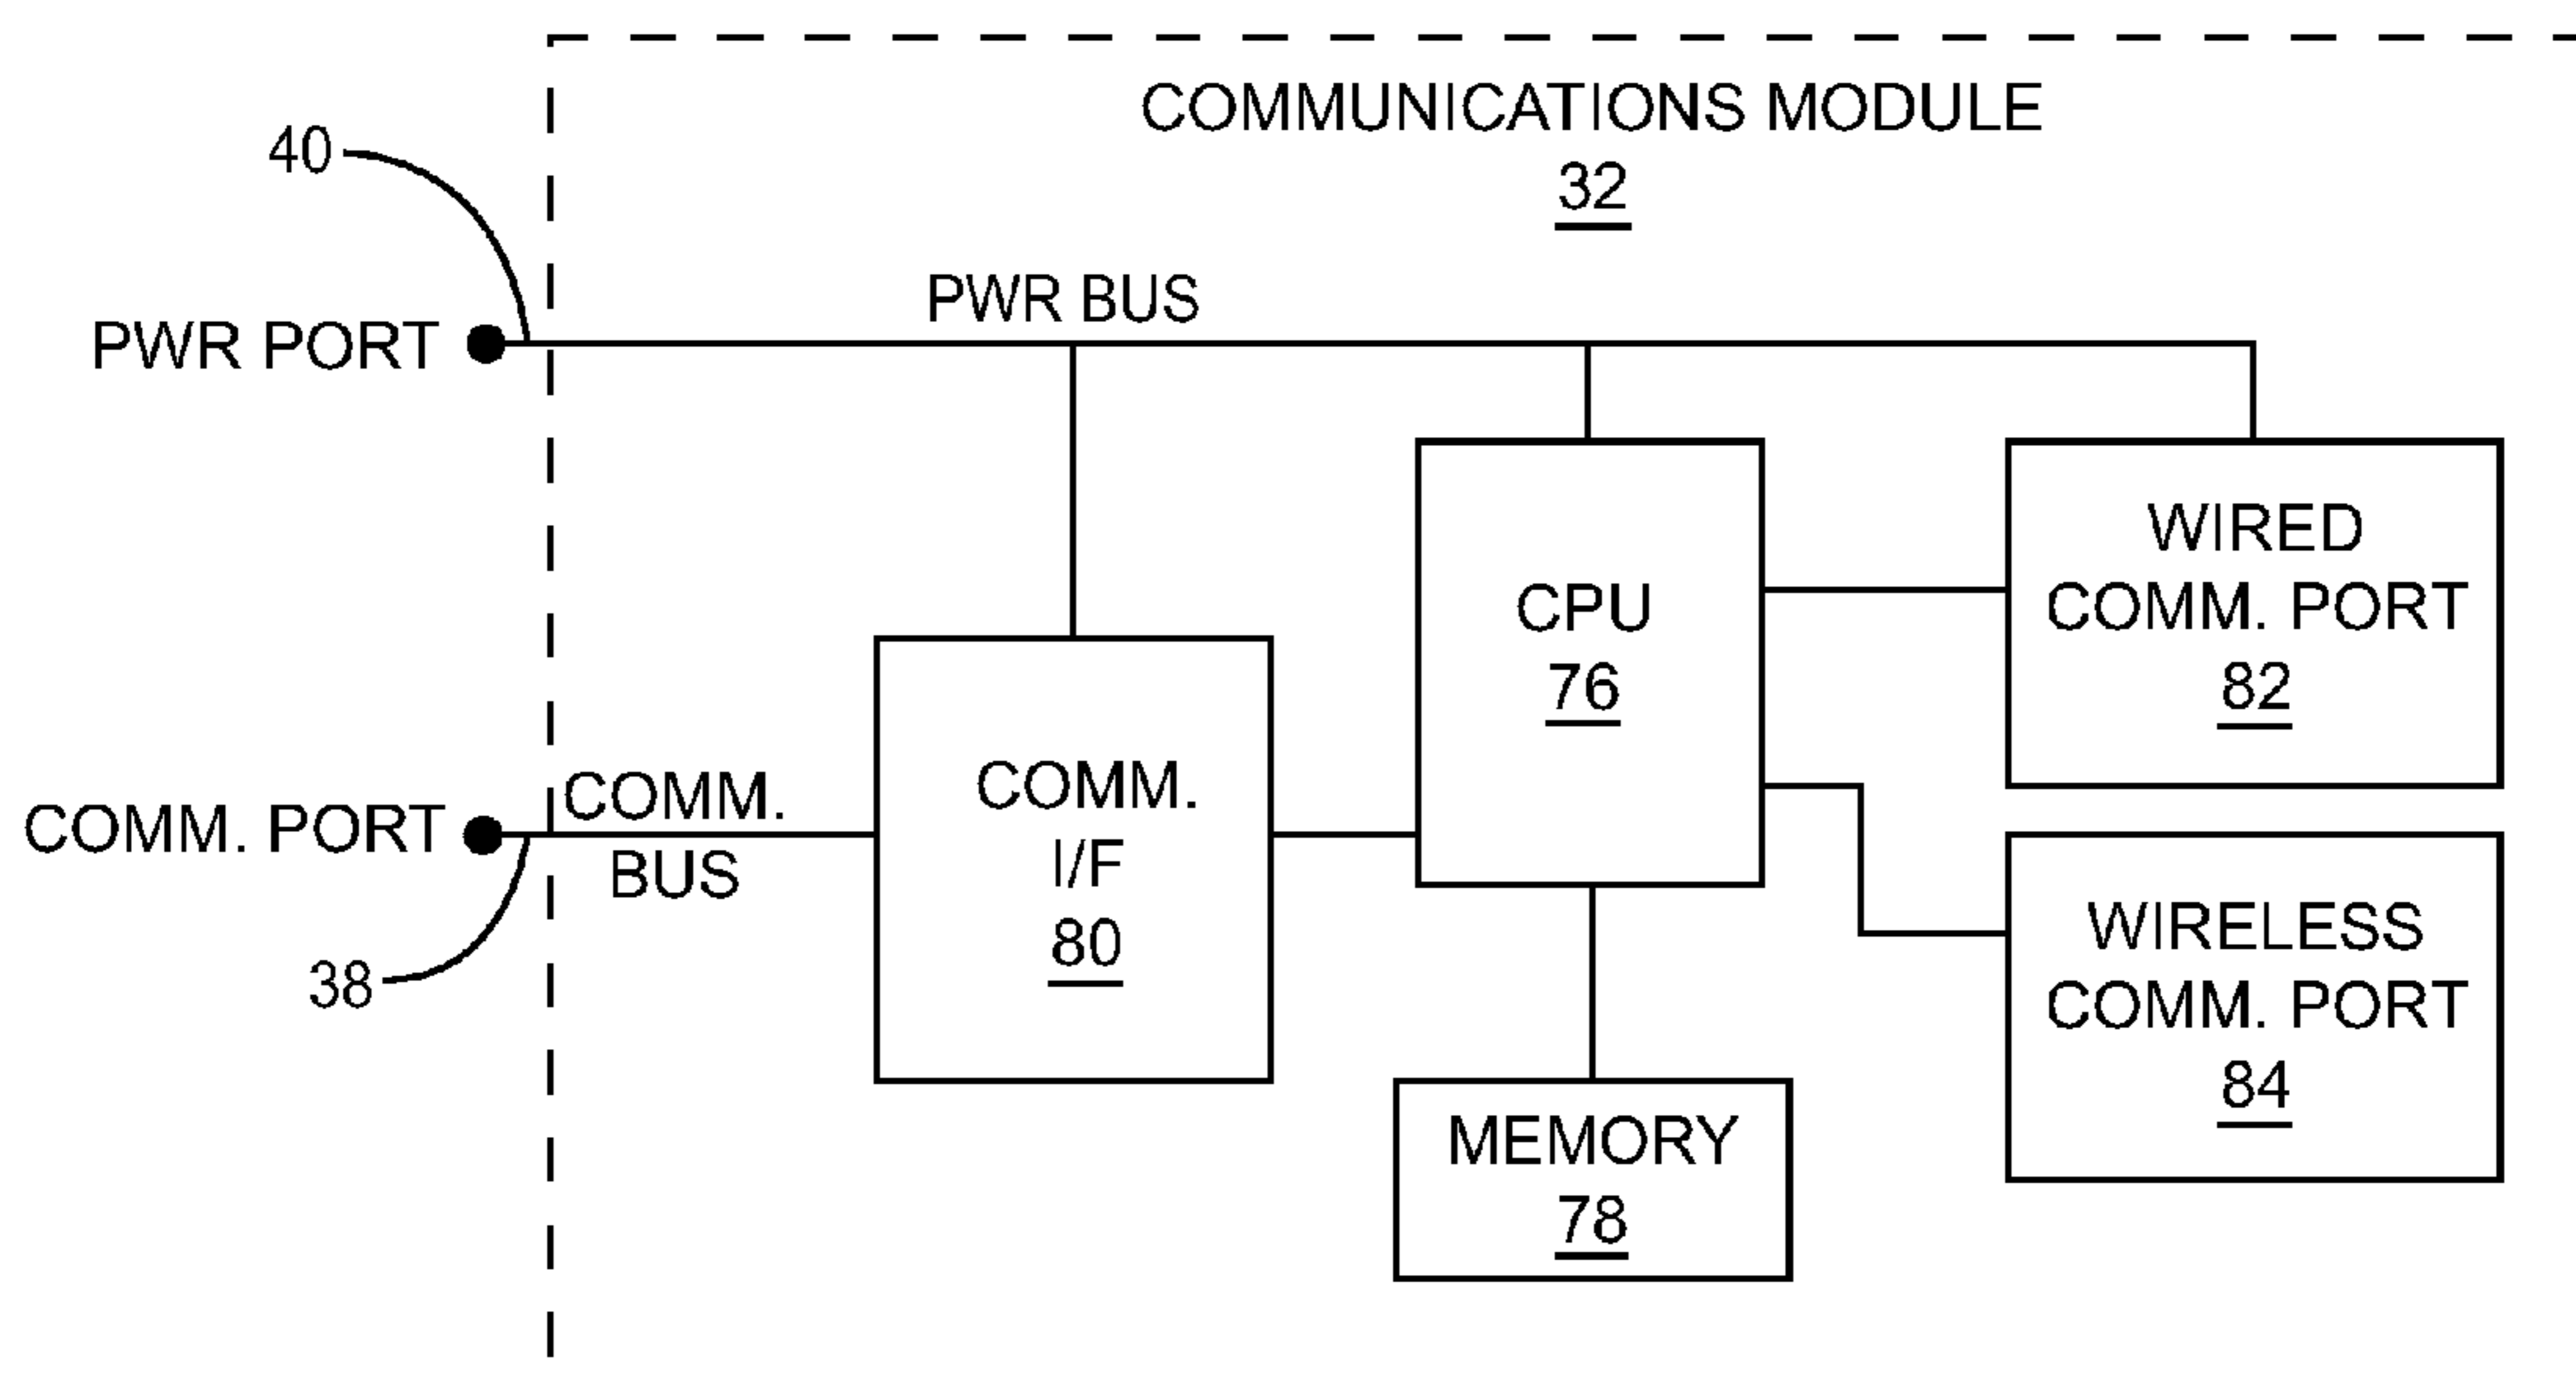 COMMUNICATIONS MODULE
32
40
PWR BUS
PWR PORT
WIRED
COMM. PORT
82
CPU
76
COMM.
I/F
80
COMM. PORT
COMM.
BUS
38
WIRELESS
COMM. PORT
84
MEMORY
78